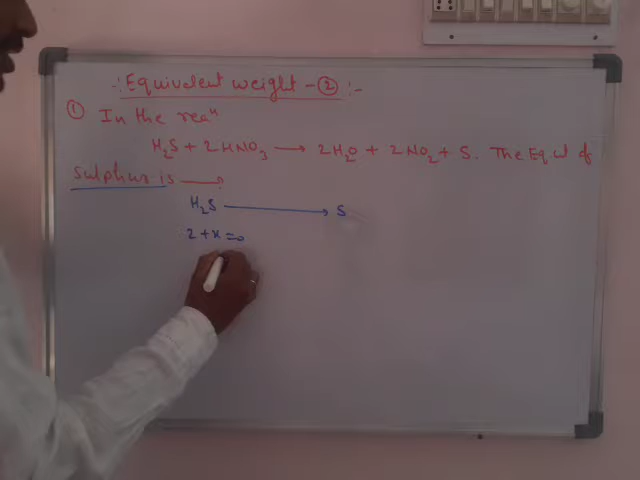 -: Equivalent weight - ② :-
① In the reaⁿ
H₂S + 2HNO₃ → 2H₂O + 2NO₂ + S. The Eq.wt of
Sulphur is →
H₂S → S
2+x=0